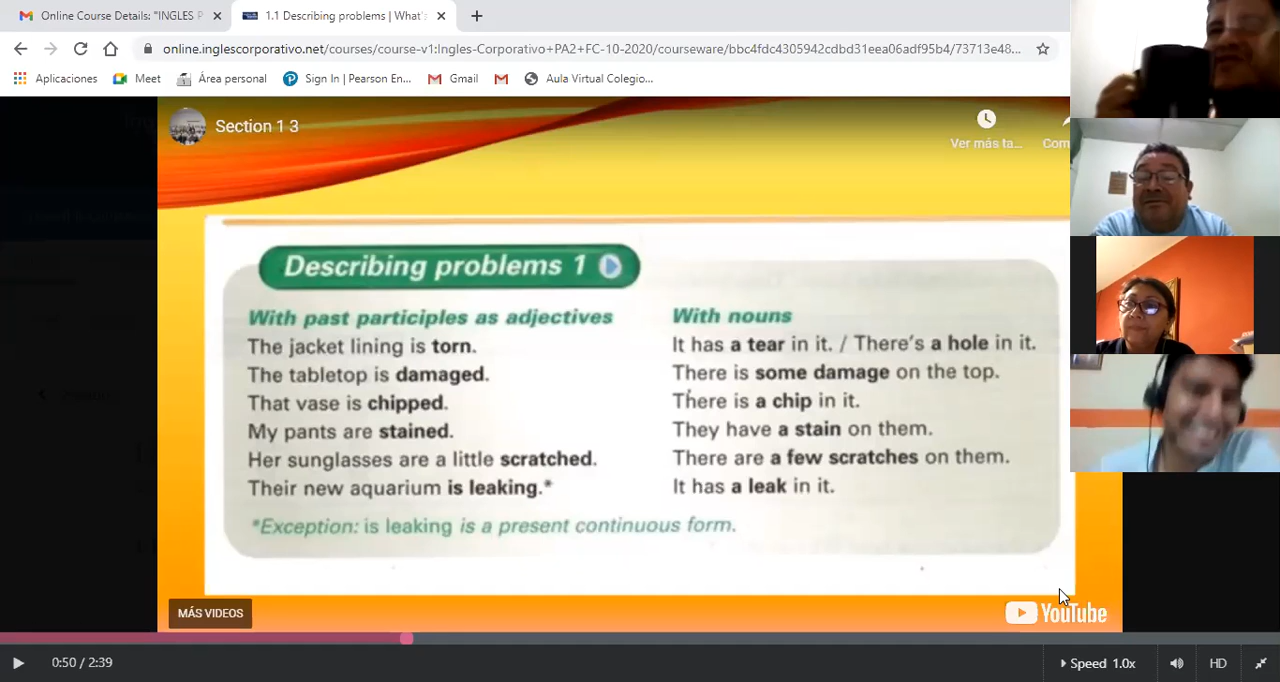 Online Course Details: "INGLES P
1.1 Describing problems | What's
online.inglescorporativo.net/courses/course-v1:Ingles-Corporativo+PA2+FC-10-2020/courseware/bbc4fdc4305942cdbd31eea06adf95b4/73713e48...
Aplicaciones
Meet
Área personal
Sign In | Pearson En...
Gmail
Aula Virtual Colegio...
Section 1 3
Ver más ta...
Com
Describing problems 1
With past participles as adjectives
The jacket lining is torn.
The tabletop is damaged.
That vase is chipped.
My pants are stained.
Her sunglasses are a little scratched.
Their new aquarium is leaking.*
With nouns
It has a tear in it. / There's a hole in it.
There is some damage on the top.
There is a chip in it.
They have a stain on them.
There are a few scratches on them.
It has a leak in it.
*Exception: is leaking is a present continuous form.
MÁS VIDEOS
YouTube
0:50 / 2:39
Speed 1.0x
HD